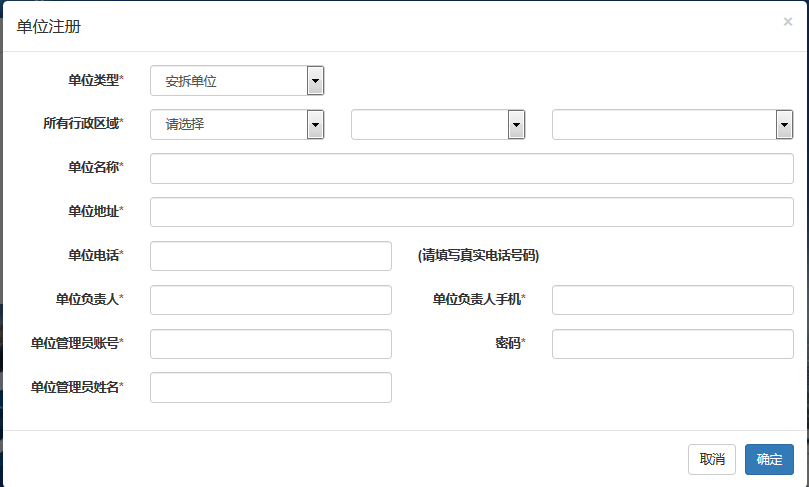 单位注册 ×
单位类型* 安拆单位
所有行政区域* 请选择
单位名称*
单位地址*
单位电话* (请填写真实电话号码)
单位负责人* 单位负责人手机*
单位管理员账号* 密码*
单位管理员姓名*
取消 确定